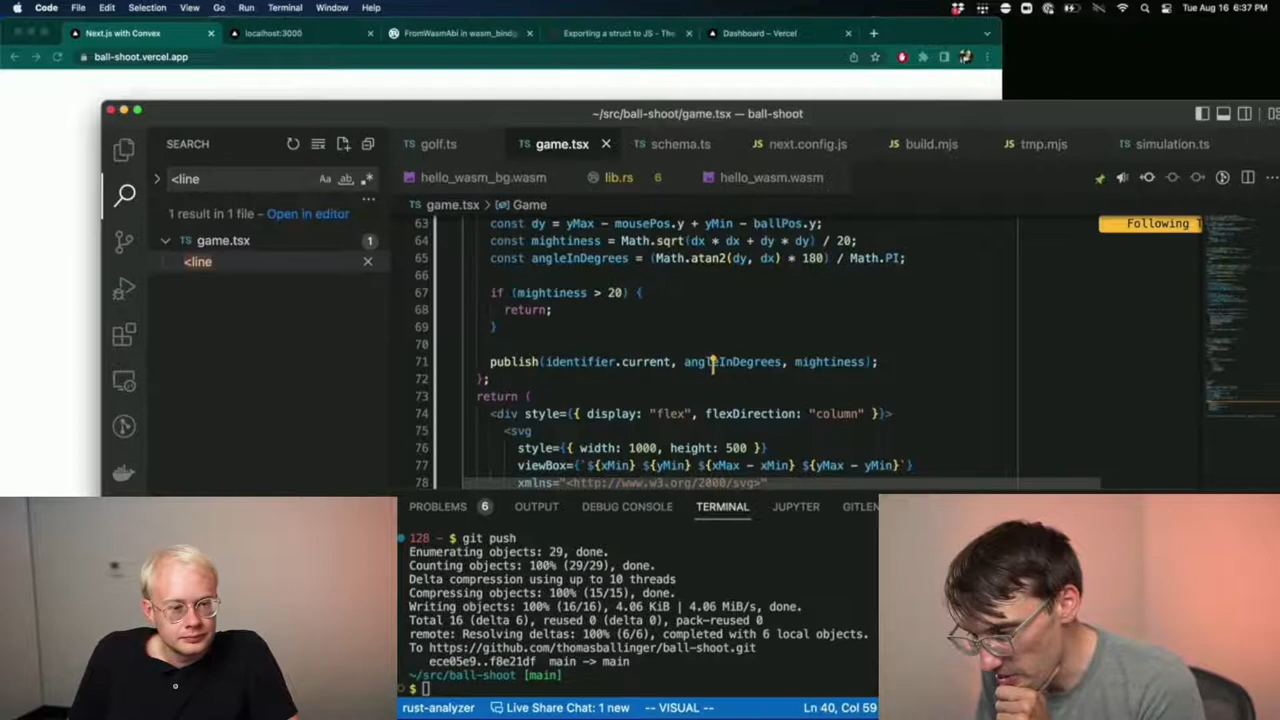 Code File Edit Selection View Go Run Terminal Window Help
Tue Aug 16 6:37 PM
Next.js with Convex
localhost:3000
FromWasmAbi in wasm_bindg
Exporting a struct to JS - The
Dashboard – Vercel
ball-shoot.vercel.app
~/src/ball-shoot/game.tsx — ball-shoot
SEARCH
golf.ts
game.tsx
schema.ts
next.config.js
build.mjs
tmp.mjs
simulation.ts
<line
Aa
ab
hello_wasm_bg.wasm
lib.rs 6
hello_wasm.wasm
game.tsx > Game
1 result in 1 file - Open in editor
game.tsx 1
<line
Following
63 const dy = yMax - mousePos.y + yMin - ballPos.y;
64 const mightiness = Math.sqrt(dx * dx + dy * dy) / 20;
65 const angleInDegrees = (Math.atan2(dy, dx) * 180) / Math.PI;
66
67 if (mightiness > 20) {
68 return;
69 }
70
71 publish(identifier.current, angleInDegrees, mightiness);
72 };
73 return (
74 <div style={{ display: "flex", flexDirection: "column" }}>
75 <svg
76 style={{ width: 1000, height: 500 }}
77 viewBox={`${xMin} ${yMin} ${xMax - xMin} ${yMax - yMin}`}
78 xmlns="<http://www.w3.org/2000/svg>"
PROBLEMS 6 OUTPUT DEBUG CONSOLE TERMINAL JUPYTER GITLEN
128 ~ $ git push
Enumerating objects: 29, done.
Counting objects: 100% (29/29), done.
Delta compression using up to 10 threads
Compressing objects: 100% (15/15), done.
Writing objects: 100% (16/16), 4.06 KiB | 4.06 MiB/s, done.
Total 16 (delta 6), reused 0 (delta 0), pack-reused 0
remote: Resolving deltas: 100% (6/6), completed with 6 local objects.
To https://github.com/thomasballinger/ball-shoot.git
ece05e9..f8e21df main -> main
~/src/ball-shoot [main]
$
rust-analyzer Live Share Chat: 1 new -- VISUAL -- Ln 40, Col 59